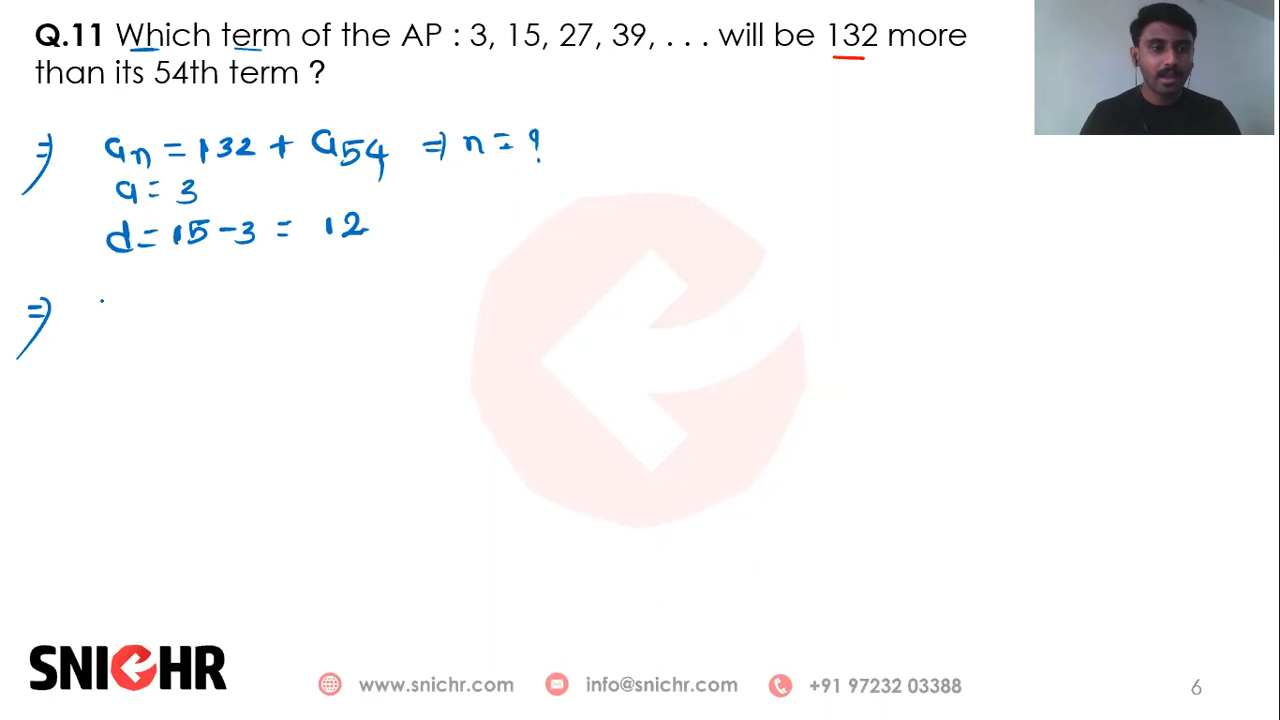 Q.11 Which term of the AP : 3, 15, 27, 39, . . . will be 132 more
than its 54th term ?
⇒ an = 132 + a54 ⇒ n = ?
a = 3
d = 15 - 3 = 12
⇒
SNICHR
www.snichr.com
info@snichr.com
+91 97232 03388
6